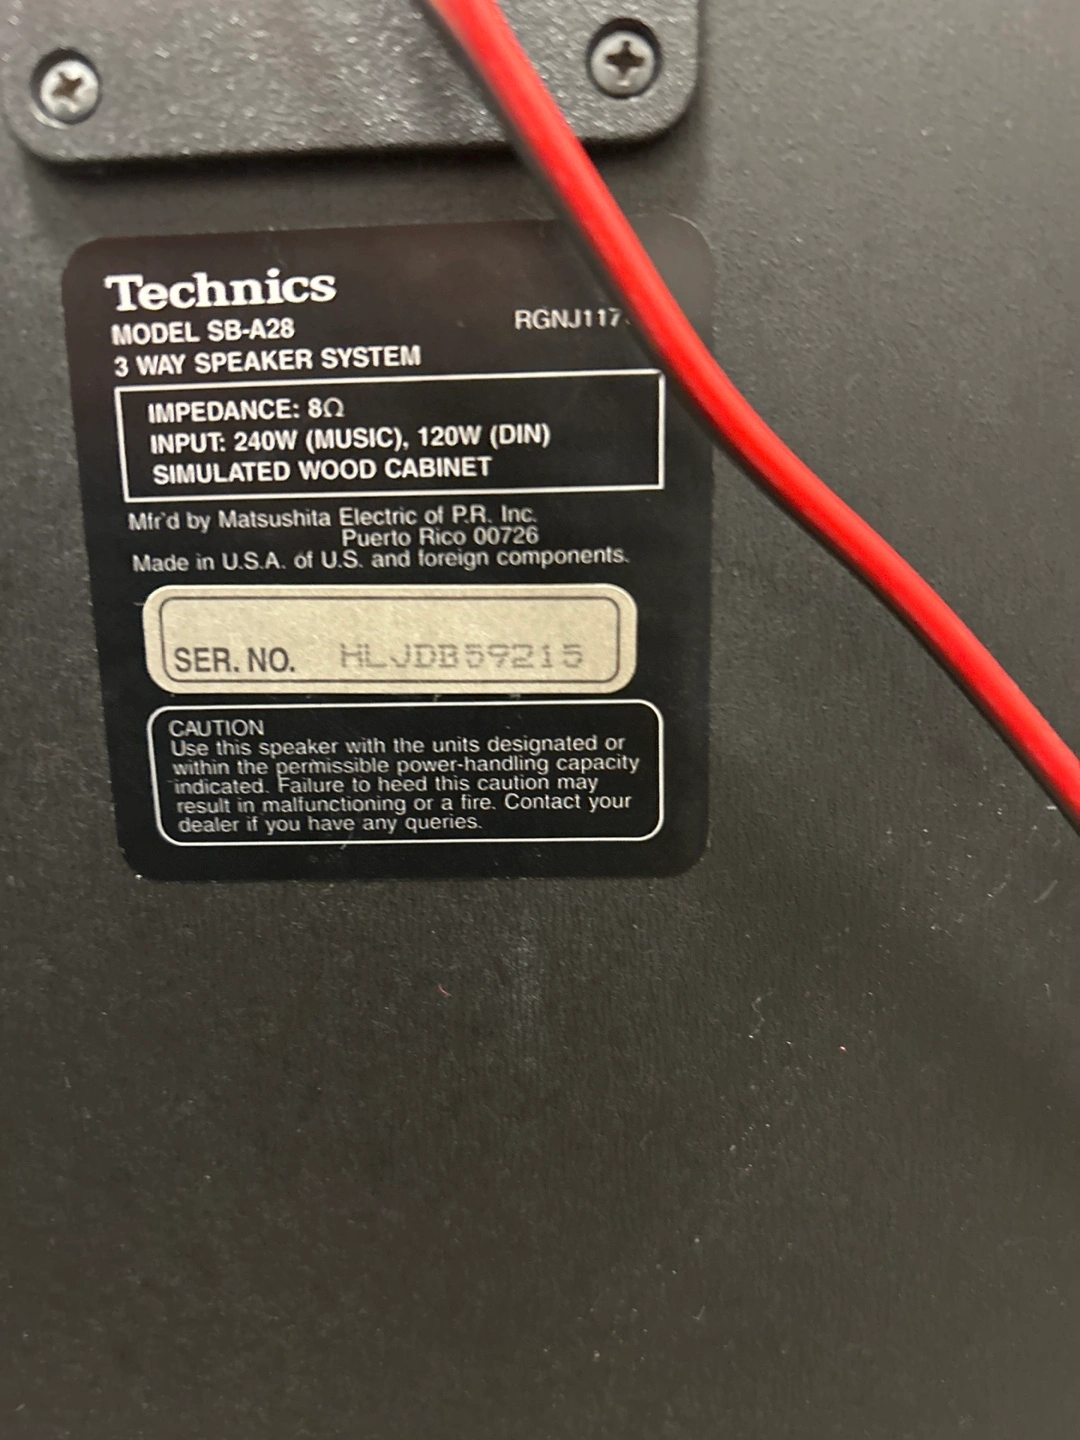 Technics
MODEL SB-A28
3 WAY SPEAKER SYSTEM
IMPEDANCE: 8Ω
INPUT: 240W (MUSIC), 120W (DIN)
SIMULATED WOOD CABINET
Mfr'd by Matsushita Electric of P.R. Inc.
Puerto Rico 00726
Made in U.S.A. of U.S. and foreign components.
SER. NO. HLJDB59215
CAUTION
Use this speaker with the units designated or
within the permissible power-handling capacity
indicated. Failure to heed this caution may
result in malfunctioning or a fire. Contact your
dealer if you have any queries.